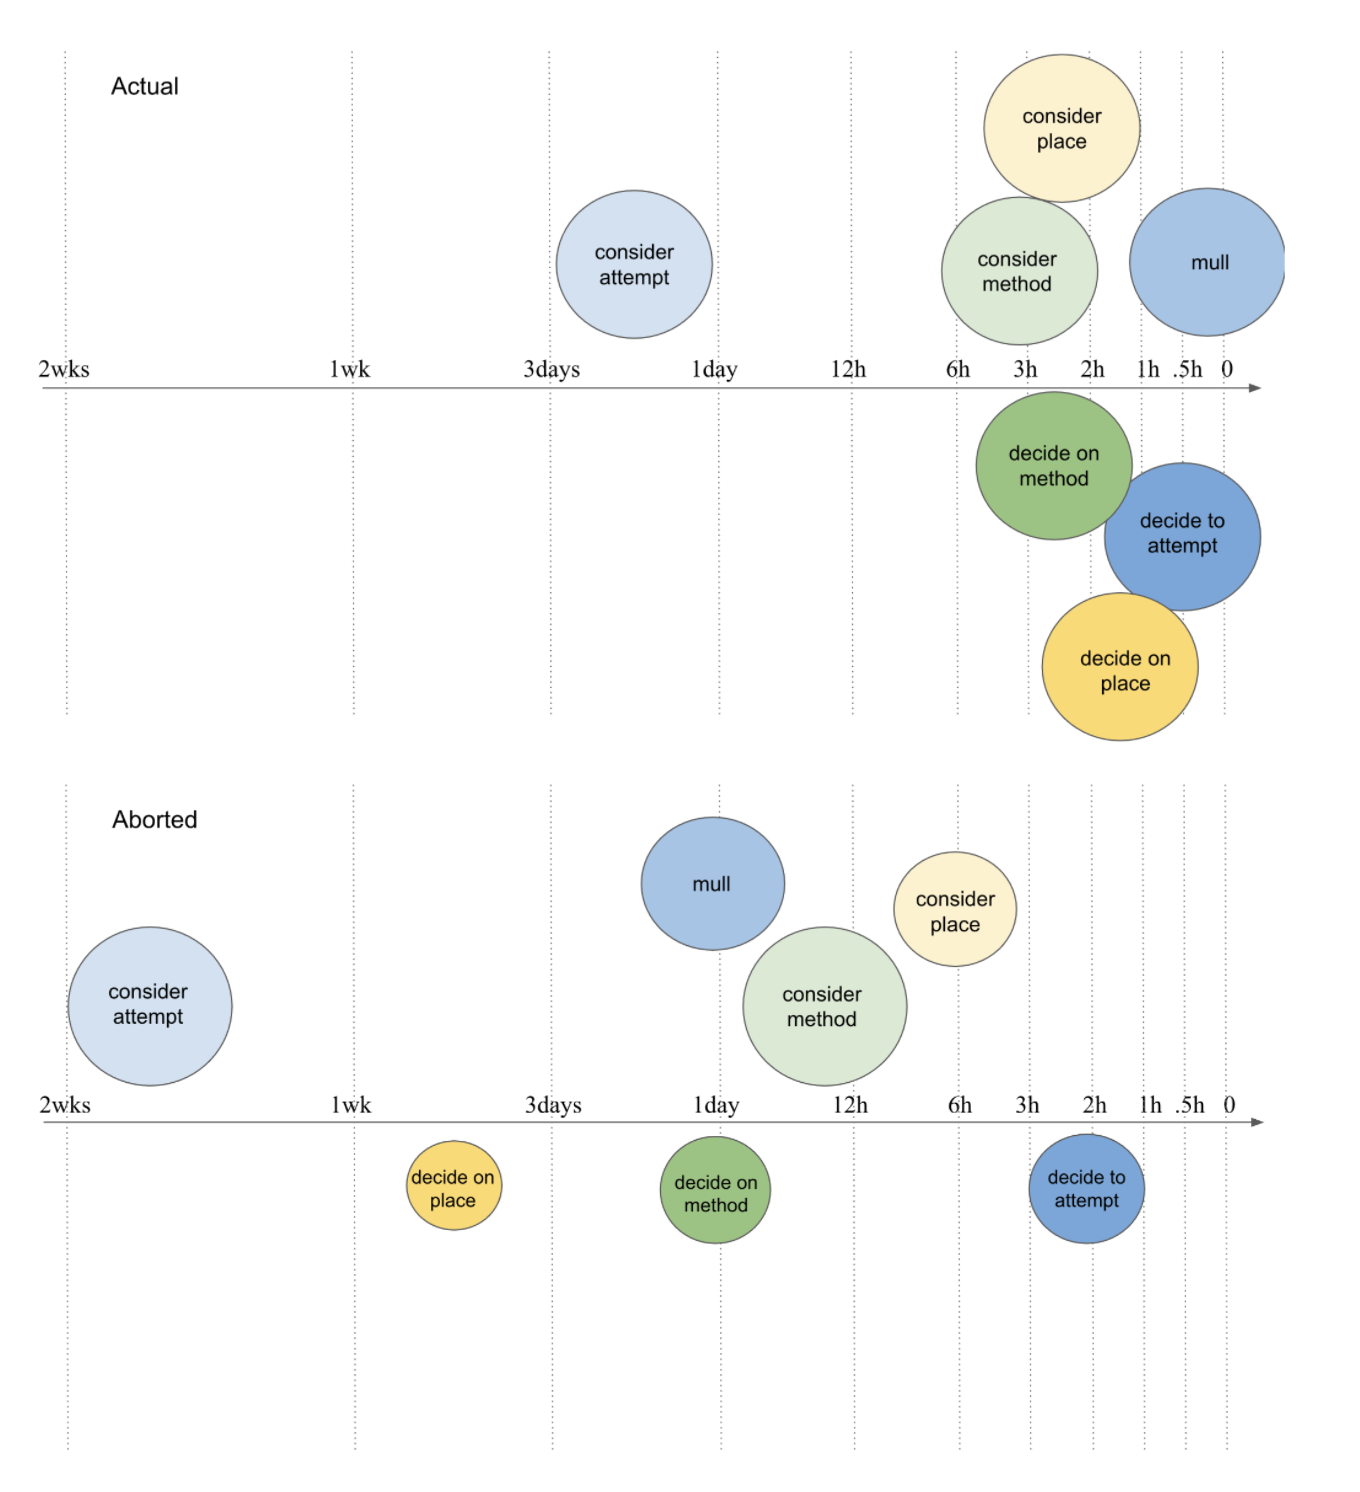 Actual
consider
place
consider
attempt
consider
method
mull
2wks 1wk 3days 1day 12h 6h 3h 2h 1h .5h 0
decide on
method
decide to
attempt
decide on
place
Aborted
mull
consider
place
consider
attempt
consider
method
2wks 1wk 3days 1day 12h 6h 3h 2h 1h .5h 0
decide on
place
decide on
method
decide to
attempt